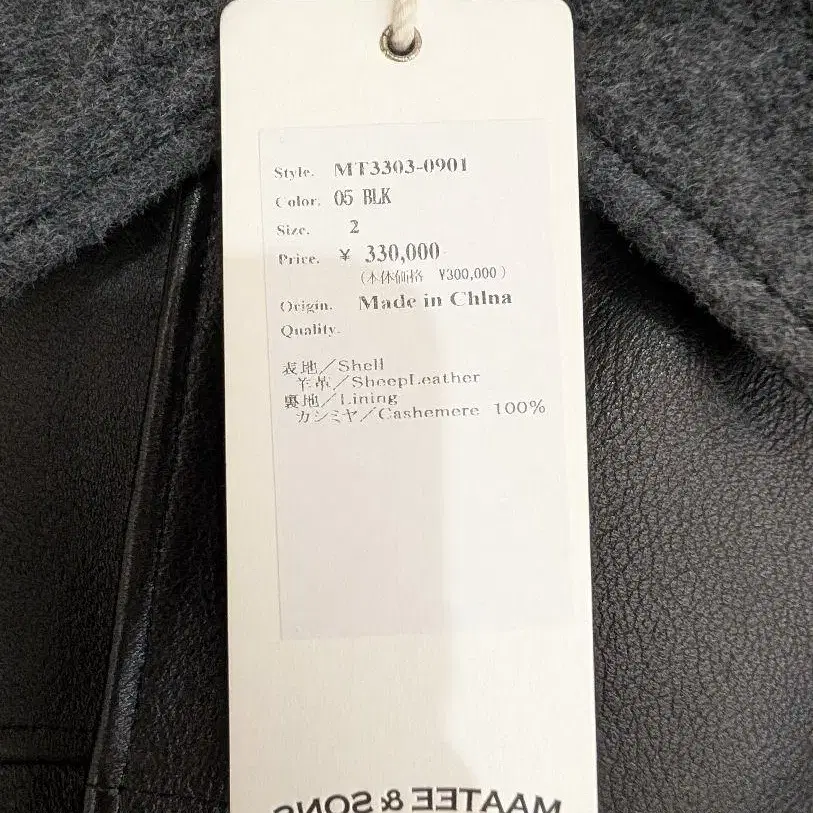 Style. MT3303-0901
Color. 05 BLK
Size. 2
Price. ¥ 330,000
(本体価格 ¥300,000)
Origin. Made in China
Quality.
表地/Shell
羊革/SheepLeather
裏地/Lining
カシミヤ/Cashemere 100%
MAATEE & SONS